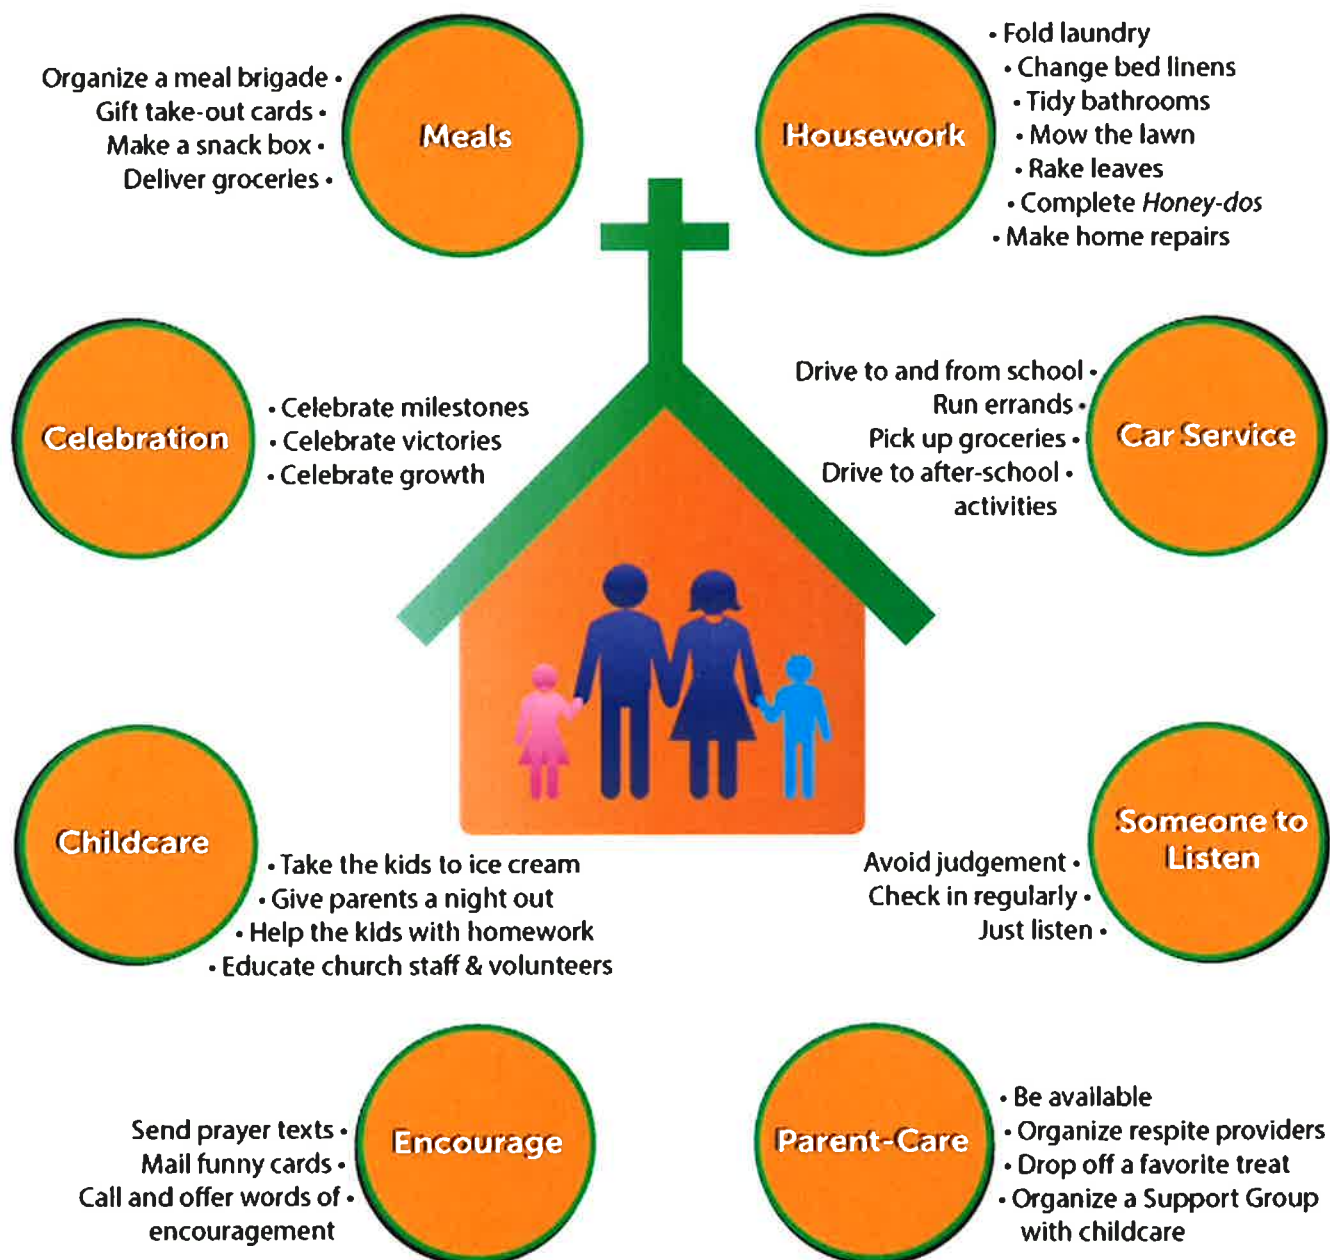 Meals
Organize a meal brigade •
Gift take-out cards •
Make a snack box •
Deliver groceries •
Housework
• Fold laundry
• Change bed linens
• Tidy bathrooms
• Mow the lawn
• Rake leaves
• Complete Honey-dos
• Make home repairs
Celebration
• Celebrate milestones
• Celebrate victories
• Celebrate growth
Car Service
Drive to and from school •
Run errands •
Pick up groceries •
Drive to after-school •
activities
Childcare
• Take the kids to ice cream
• Give parents a night out
• Help the kids with homework
• Educate church staff & volunteers
Someone to
Listen
Avoid judgement •
Check in regularly •
Just listen •
Encourage
Send prayer texts •
Mail funny cards •
Call and offer words of •
encouragement
Parent-Care
• Be available
• Organize respite providers
• Drop off a favorite treat
• Organize a Support Group
with childcare